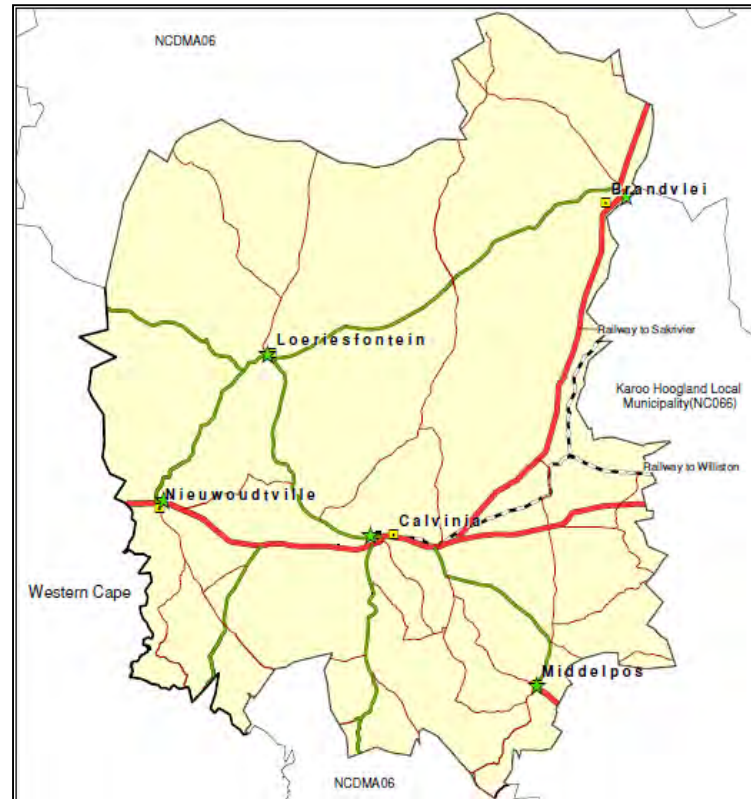 NCDMA06
Brandvlei
Railway to Sakrivier
Loeriesfontein
Karoo Hoogland Local
Municipality(NC066)
Railway to Williston
Nieuwoudtville
Calvinia
Western Cape
Middelpos
NCDMA06